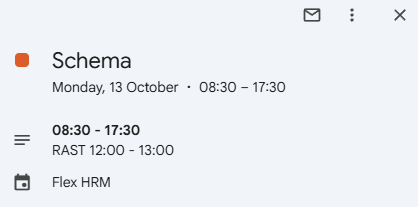 Schema
Monday, 13 October • 08:30 – 17:30
08:30 - 17:30
RAST 12:00 - 13:00
Flex HRM